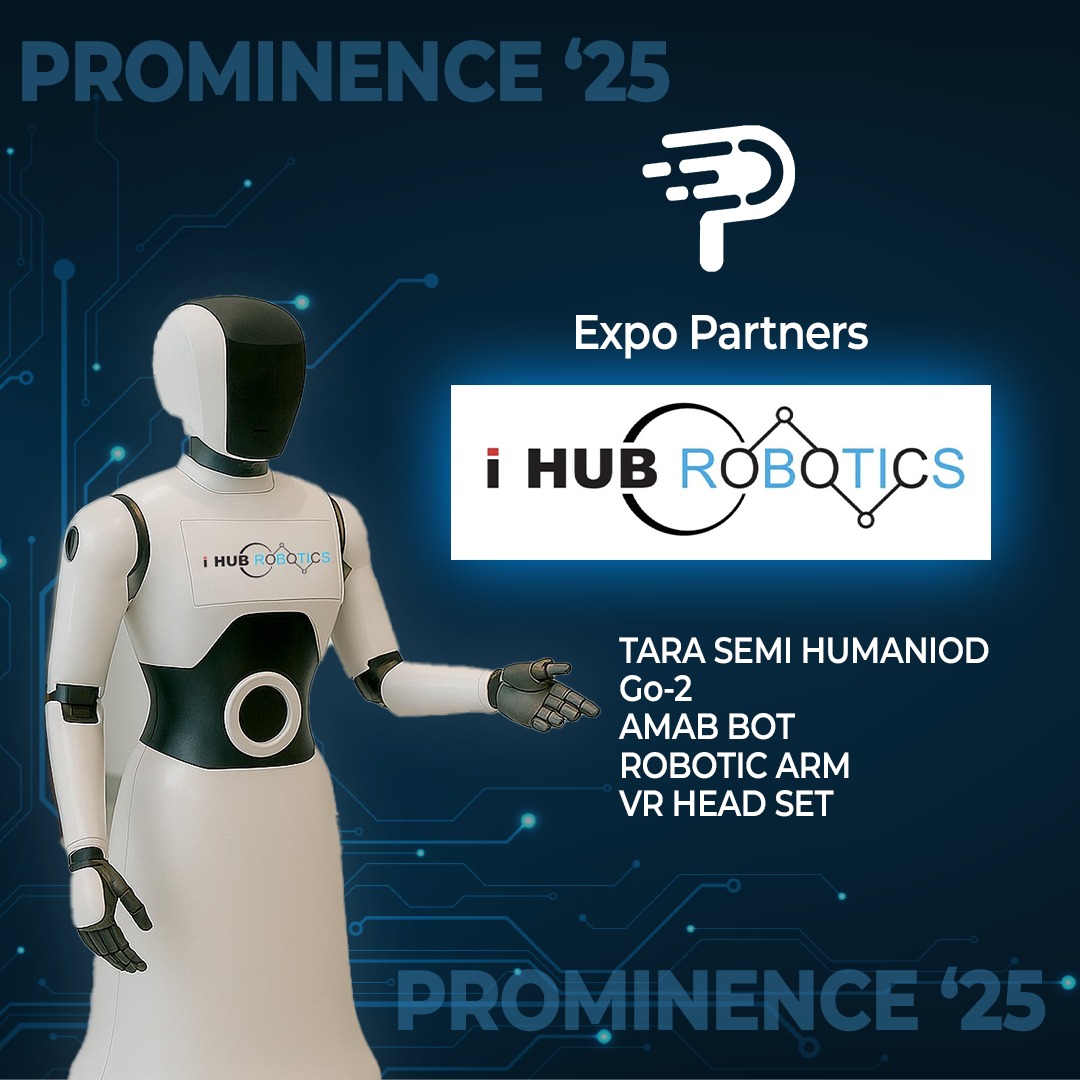 PROMINENCE ‘25
Expo Partners
i HUB ROBOTICS
i HUB ROBOTICS
TARA SEMI HUMANIOD
Go-2
AMAB BOT
ROBOTIC ARM
VR HEAD SET
PROMINENCE ‘25